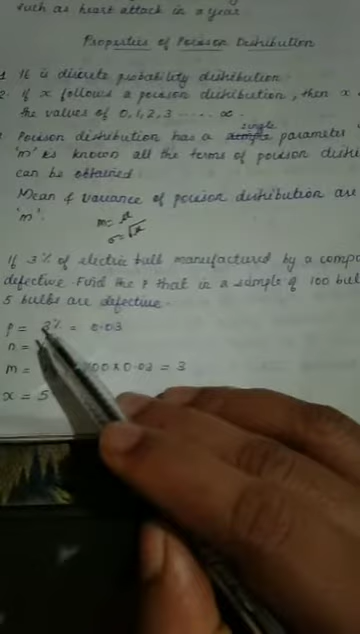 such as heart attack in a year
Properties of Poisson Distribution
It is discrete probability distribution.
2. if x follows a poisson distribution, then x
the values of 0,1,2,3 ..... ∞.
single
Poisson distribution has a simple parameter
'm' is known all the terms of poisson
can be obtained.
Mean & variance of poisson distribution are
'm'.
If 3% of electric bulb manufactured by a
defective. Find the P that in a sample of 100
5 bulbs are defective.
P = 3% = 0.03
n =
m = 100 x 0.03 = 3
x = 5